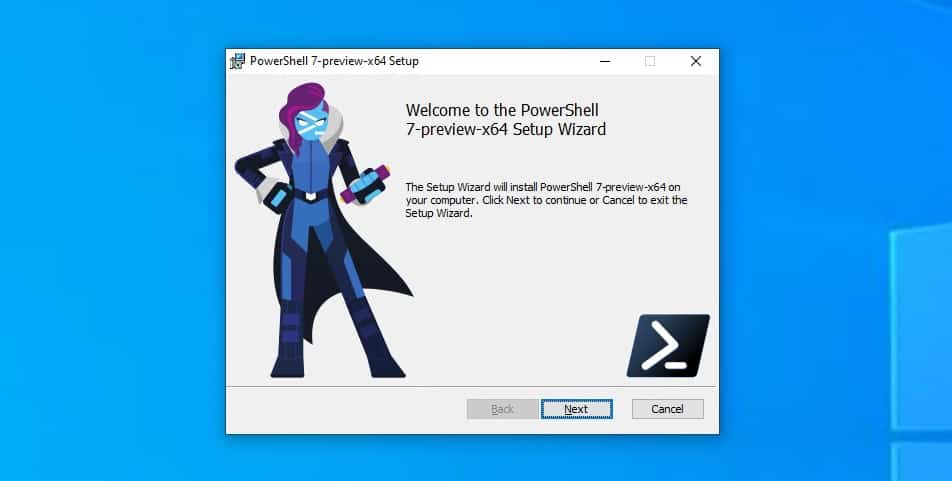 PowerShell 7-preview-x64 Setup
Welcome to the PowerShell
7-preview-x64 Setup Wizard
The Setup Wizard will install PowerShell 7-preview-x64 on
your computer. Click Next to continue or Cancel to exit the
Setup Wizard.
Back Next Cancel